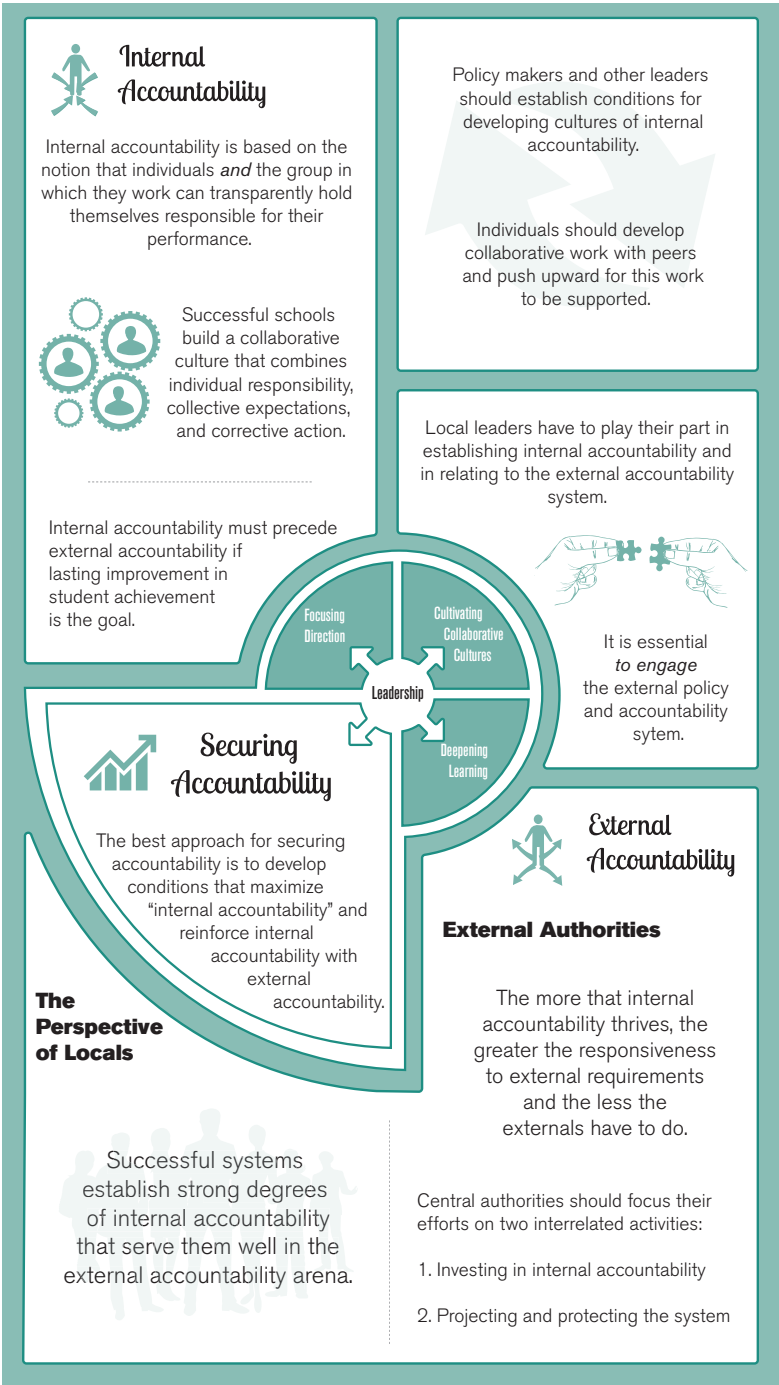 Internal
Accountability
Internal accountability is based on the
notion that individuals and the group in
which they work can transparently hold
themselves responsible for their
performance.
Successful schools
build a collaborative
culture that combines
individual responsibility,
collective expectations,
and corrective action.
Internal accountability must precede
external accountability if
lasting improvement in
student achievement
is the goal.
Policy makers and other leaders
should establish conditions for
developing cultures of internal
accountability.
Individuals should develop
collaborative work with peers
and push upward for this work
to be supported.
Local leaders have to play their part in
establishing internal accountability and
in relating to the external accountability
system.
It is essential
to engage
the external policy
and accountability
sytem.
Focusing
Direction
Cultivating
Collaborative
Cultures
Leadership
Deepening
Learning
Securing
Accountability
The best approach for securing
accountability is to develop
conditions that maximize
“internal accountability” and
reinforce internal
accountability with
external
accountability.
The
Perspective
of Locals
Successful systems
establish strong degrees
of internal accountability
that serve them well in the
external accountability arena.
External
Accountability
External Authorities
The more that internal
accountability thrives, the
greater the responsiveness
to external requirements
and the less the
externals have to do.
Central authorities should focus their
efforts on two interrelated activities:
1. Investing in internal accountability
2. Projecting and protecting the system